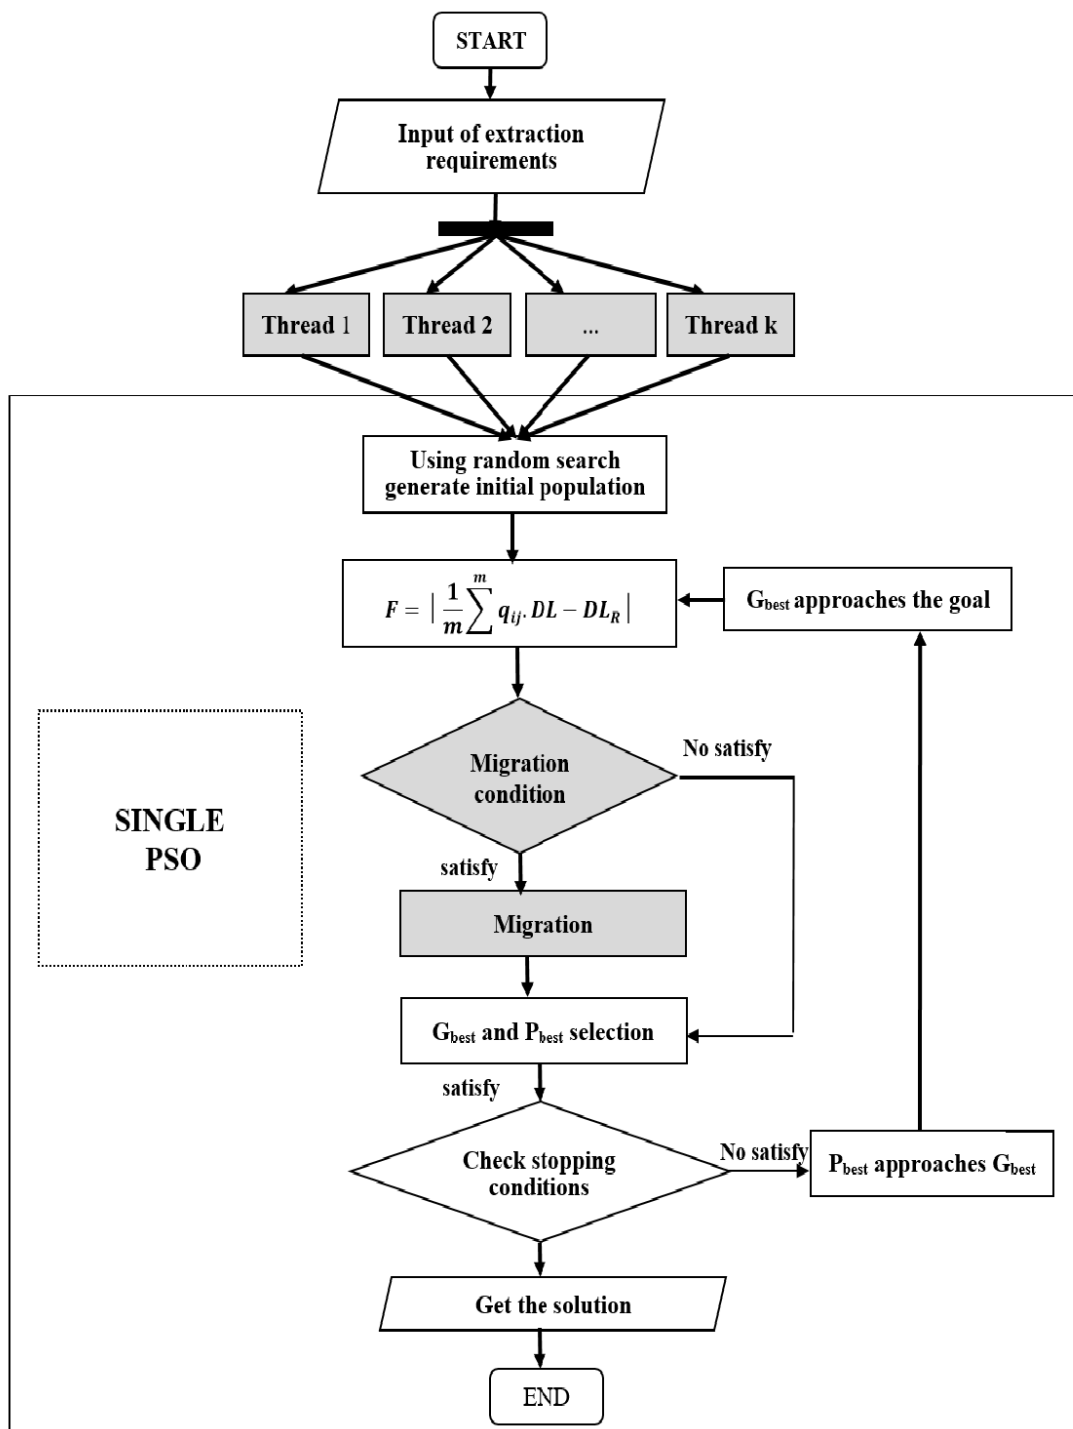 START
Input of extraction
requirements
Thread 1
Thread 2
...
Thread k
Using random search
generate initial population
F = | 1/m ∑^m q_ij. DL − DL_R |
G_best approaches the goal
Migration
condition
No satisfy
satisfy
SINGLE
PSO
Migration
G_best and P_best selection
satisfy
Check stopping
conditions
No satisfy
P_best approaches G_best
Get the solution
END